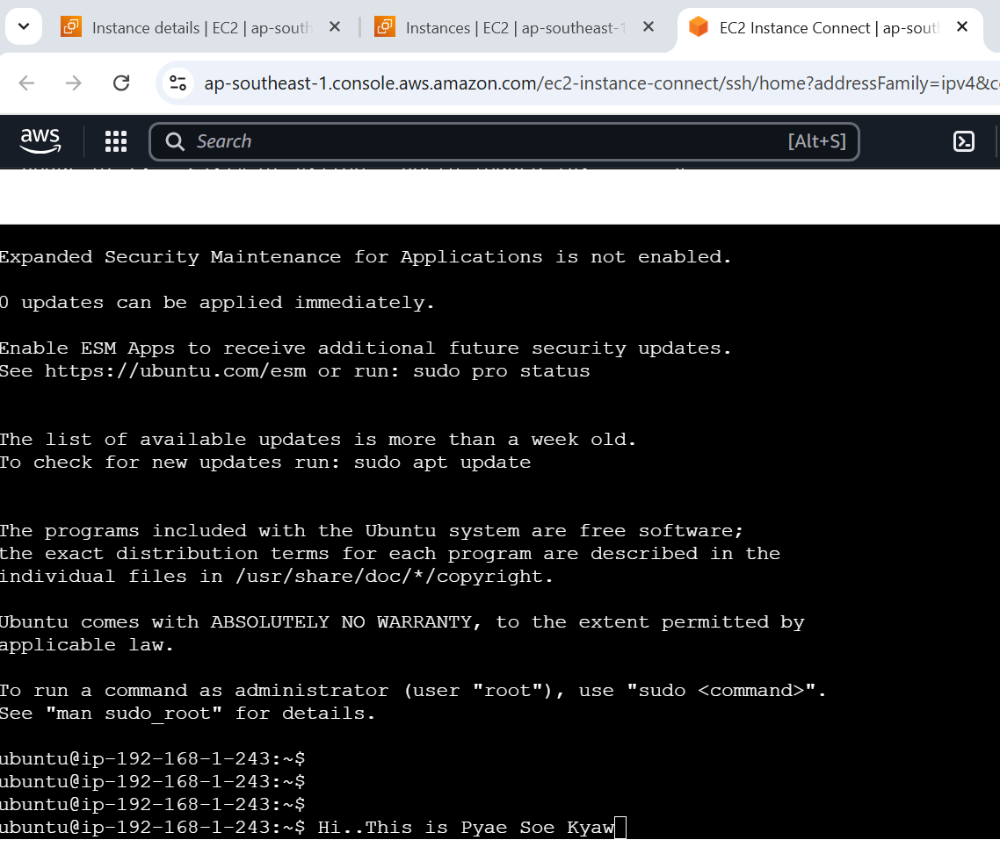 Instance details | EC2 | ap-south
Instances | EC2 | ap-southeast-1
EC2 Instance Connect | ap-sout
ap-southeast-1.console.aws.amazon.com/ec2-instance-connect/ssh/home?addressFamily=ipv4&c
aws
Search
[Alt+S]
Expanded Security Maintenance for Applications is not enabled.
0 updates can be applied immediately.
Enable ESM Apps to receive additional future security updates.
See https://ubuntu.com/esm or run: sudo pro status
The list of available updates is more than a week old.
To check for new updates run: sudo apt update
The programs included with the Ubuntu system are free software;
the exact distribution terms for each program are described in the
individual files in /usr/share/doc/*/copyright.
Ubuntu comes with ABSOLUTELY NO WARRANTY, to the extent permitted by
applicable law.
To run a command as administrator (user "root"), use "sudo <command>".
See "man sudo_root" for details.
ubuntu@ip-192-168-1-243:~$
ubuntu@ip-192-168-1-243:~$
ubuntu@ip-192-168-1-243:~$
ubuntu@ip-192-168-1-243:~$ Hi..This is Pyae Soe Kyaw